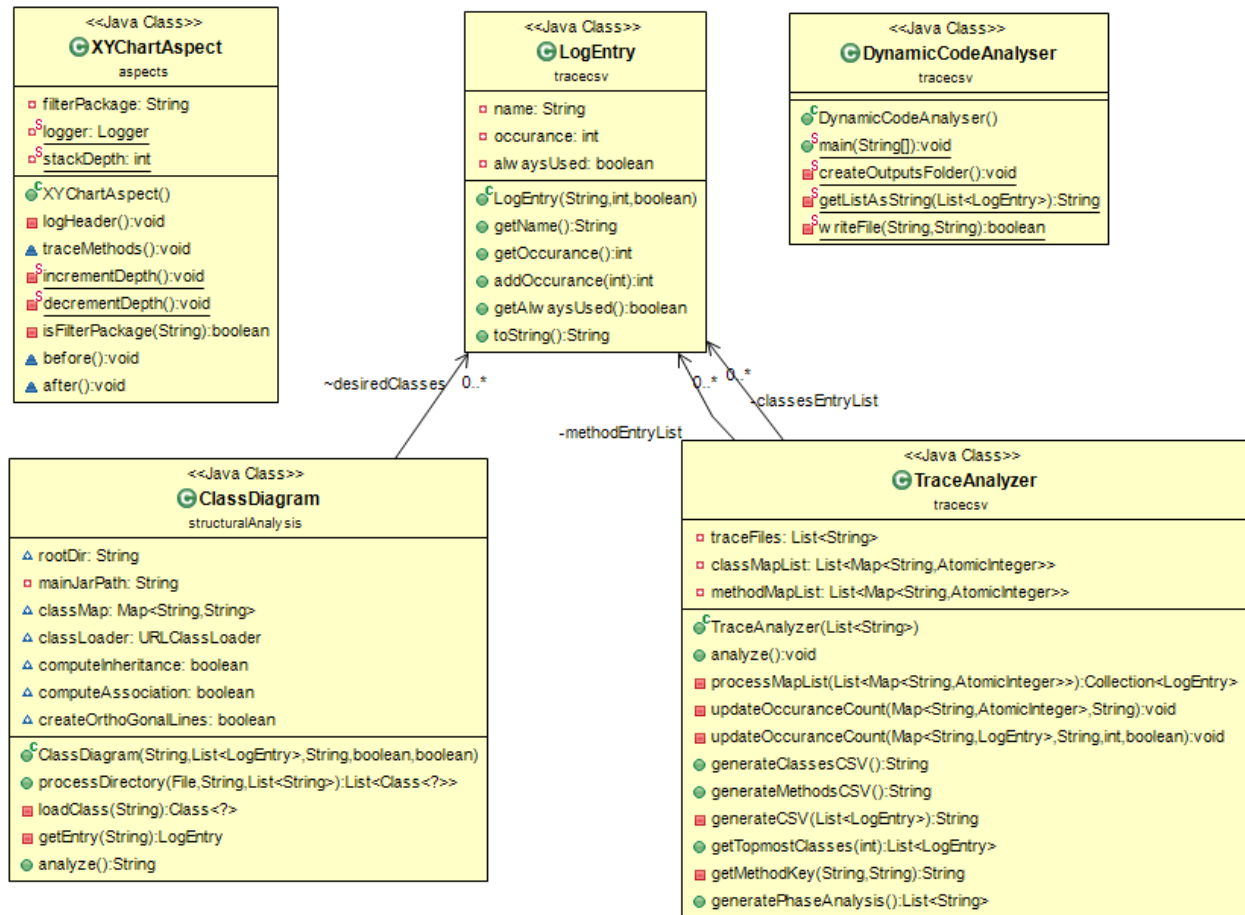 <<Java Class>>
XYChartAspect
aspects
filterPackage: String
logger: Logger
stackDepth: int
XYChartAspect()
logHeader():void
traceMethods():void
incrementDepth():void
decrementDepth():void
isFilterPackage(String):boolean
before():void
after():void
<<Java Class>>
LogEntry
tracecsv
name: String
occurance: int
alwaysUsed: boolean
LogEntry(String,int,boolean)
getName():String
getOccurance():int
addOccurance(int):int
getAlwaysUsed():boolean
toString():String
<<Java Class>>
DynamicCodeAnalyser
tracecsv
DynamicCodeAnalyser()
main(String[]):void
createOutputsFolder():void
getListAsString(List<LogEntry>):String
writeFile(String,String):boolean
~desiredClasses
0..*
0..*
0..*
-classesEntryList
-methodEntryList
<<Java Class>>
ClassDiagram
structuralAnalysis
rootDir: String
mainJarPath: String
classMap: Map<String,String>
classLoader: URLClassLoader
computeInheritance: boolean
computeAssociation: boolean
createOrthoGonalLines: boolean
ClassDiagram(String,List<LogEntry>,String,boolean,boolean)
processDirectory(File,String,List<String>):List<Class<?>>
loadClass(String):Class<?>
getEntry(String):LogEntry
analyze():String
<<Java Class>>
TraceAnalyzer
tracecsv
traceFiles: List<String>
classMapList: List<Map<String,AtomicInteger>>
methodMapList: List<Map<String,AtomicInteger>>
TraceAnalyzer(List<String>)
analyze():void
processMapList(List<Map<String,AtomicInteger>>):Collection<LogEntry>
updateOccuranceCount(Map<String,AtomicInteger>,String):void
updateOccuranceCount(Map<String,LogEntry>,String,int,boolean):void
generateClassesCSV():String
generateMethodsCSV():String
generateCSV(List<LogEntry>):String
getTopmostClasses(int):List<LogEntry>
getMethodKey(String,String):String
generatePhaseAnalysis():List<String>